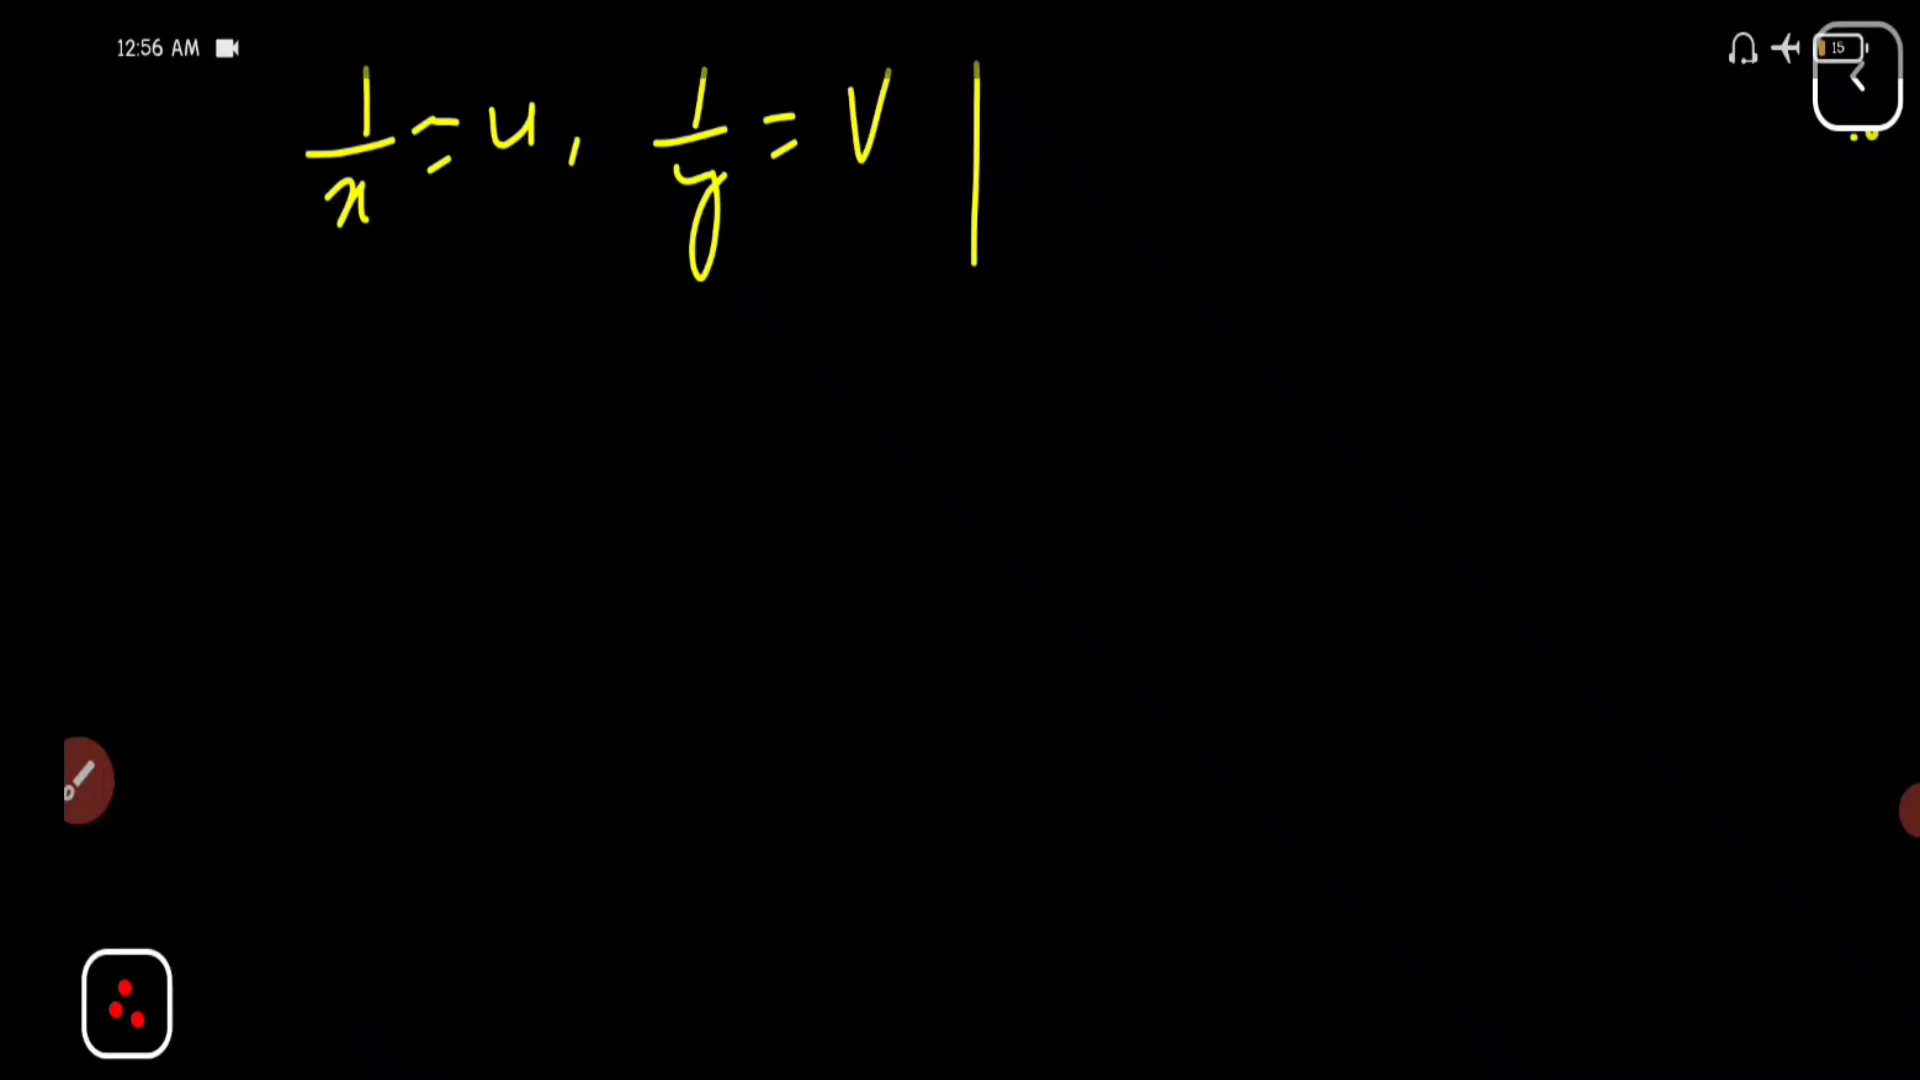 12:56 AM
15
1/x = u, 1/y = v |